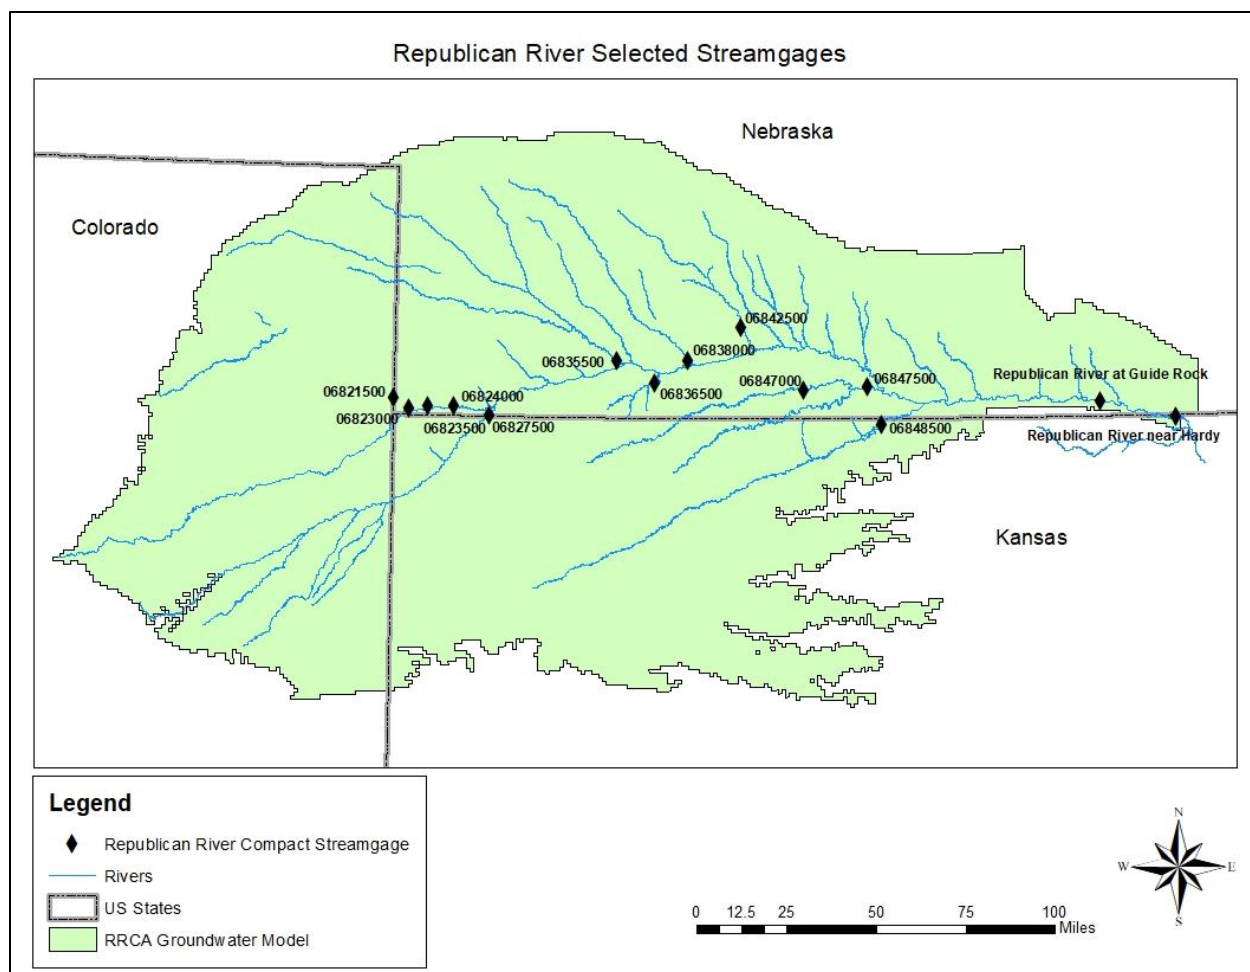 Republican River Selected Streamgages
Nebraska
Colorado
06842500
06835500
06838000
06821500
06824000
06836500
06847000
06847500
Republican River at Guide Rock
06823000
06823500
06827500
06848500
Republican River near Hardy
Kansas
Legend
Republican River Compact Streamgage
Rivers
US States
RRCA Groundwater Model
0 12.5 25 50 75 100
Miles
N
W E
S